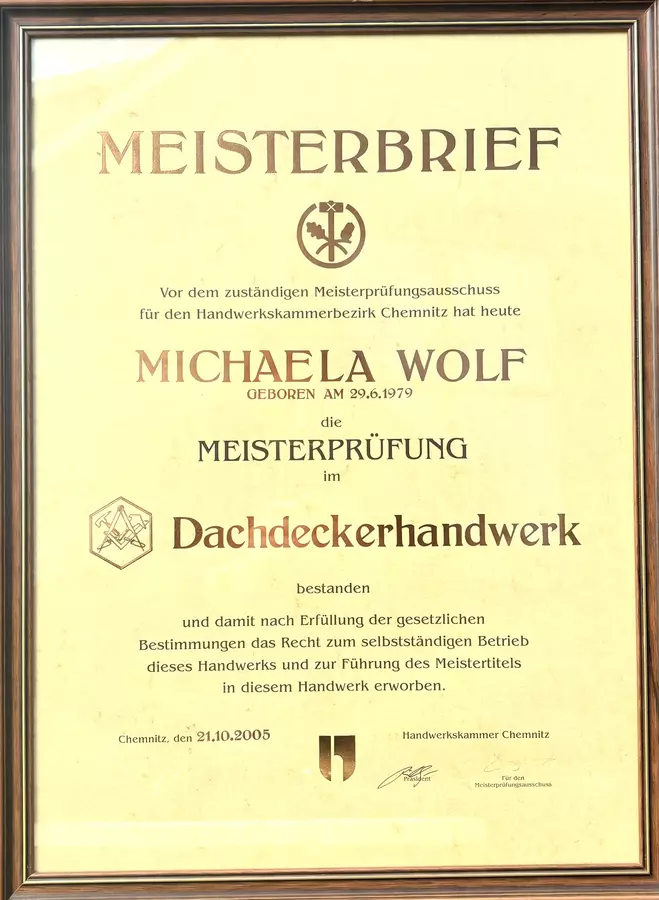 MEISTERBRIEF
Vor dem zuständigen Meisterprüfungsausschuss
für den Handwerkskammerbezirk Chemnitz hat heute
MICHAELA WOLF
GEBOREN AM 29.6.1979
die
MEISTERPRÜFUNG
im
Dachdeckerhandwerk
bestanden
und damit nach Erfüllung der gesetzlichen
Bestimmungen das Recht zum selbstständigen Betrieb
dieses Handwerks und zur Führung des Meistertitels
in diesem Handwerk erworben.
Chemnitz, den 21.10.2005
Handwerkskammer Chemnitz
Präsident
Für den
Meisterprüfungsausschuss